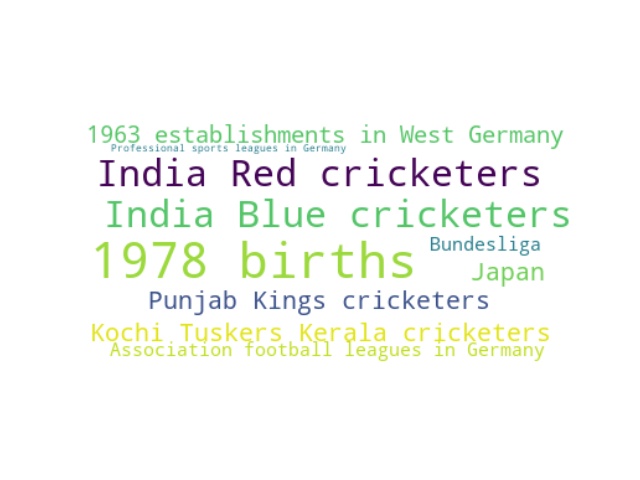 1963 establishments in West Germany
Professional sports leagues in Germany
India Red cricketers
India Blue cricketers
1978 births
Bundesliga
Japan
Punjab Kings cricketers
Kochi Tuskers Kerala cricketers
Association football leagues in Germany